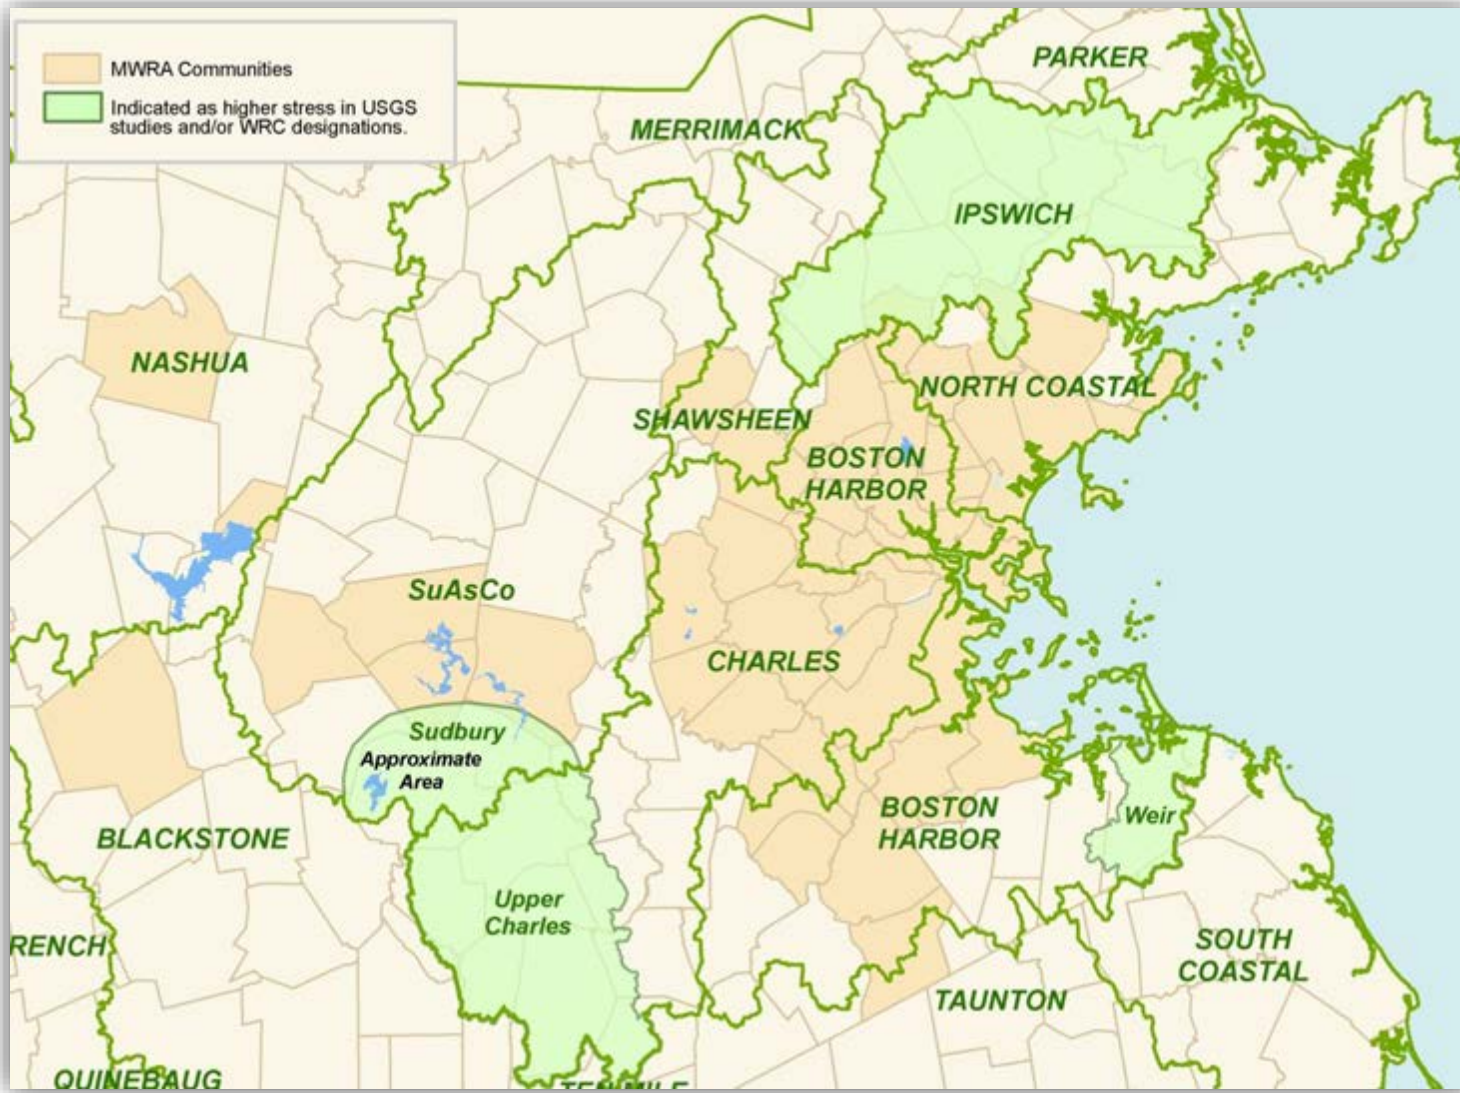 MWRA Communities
Indicated as higher stress in USGS
studies and/or WRC designations.
PARKER
MERRIMACK
IPSWICH
NASHUA
NORTH COASTAL
SHAWSHEEN
BOSTON
HARBOR
SuAsCo
CHARLES
Sudbury
Approximate
Area
BOSTON
HARBOR
Weir
BLACKSTONE
Upper
Charles
RENCH
SOUTH
COASTAL
TAUNTON
QUINEBAUG
TEN MILE